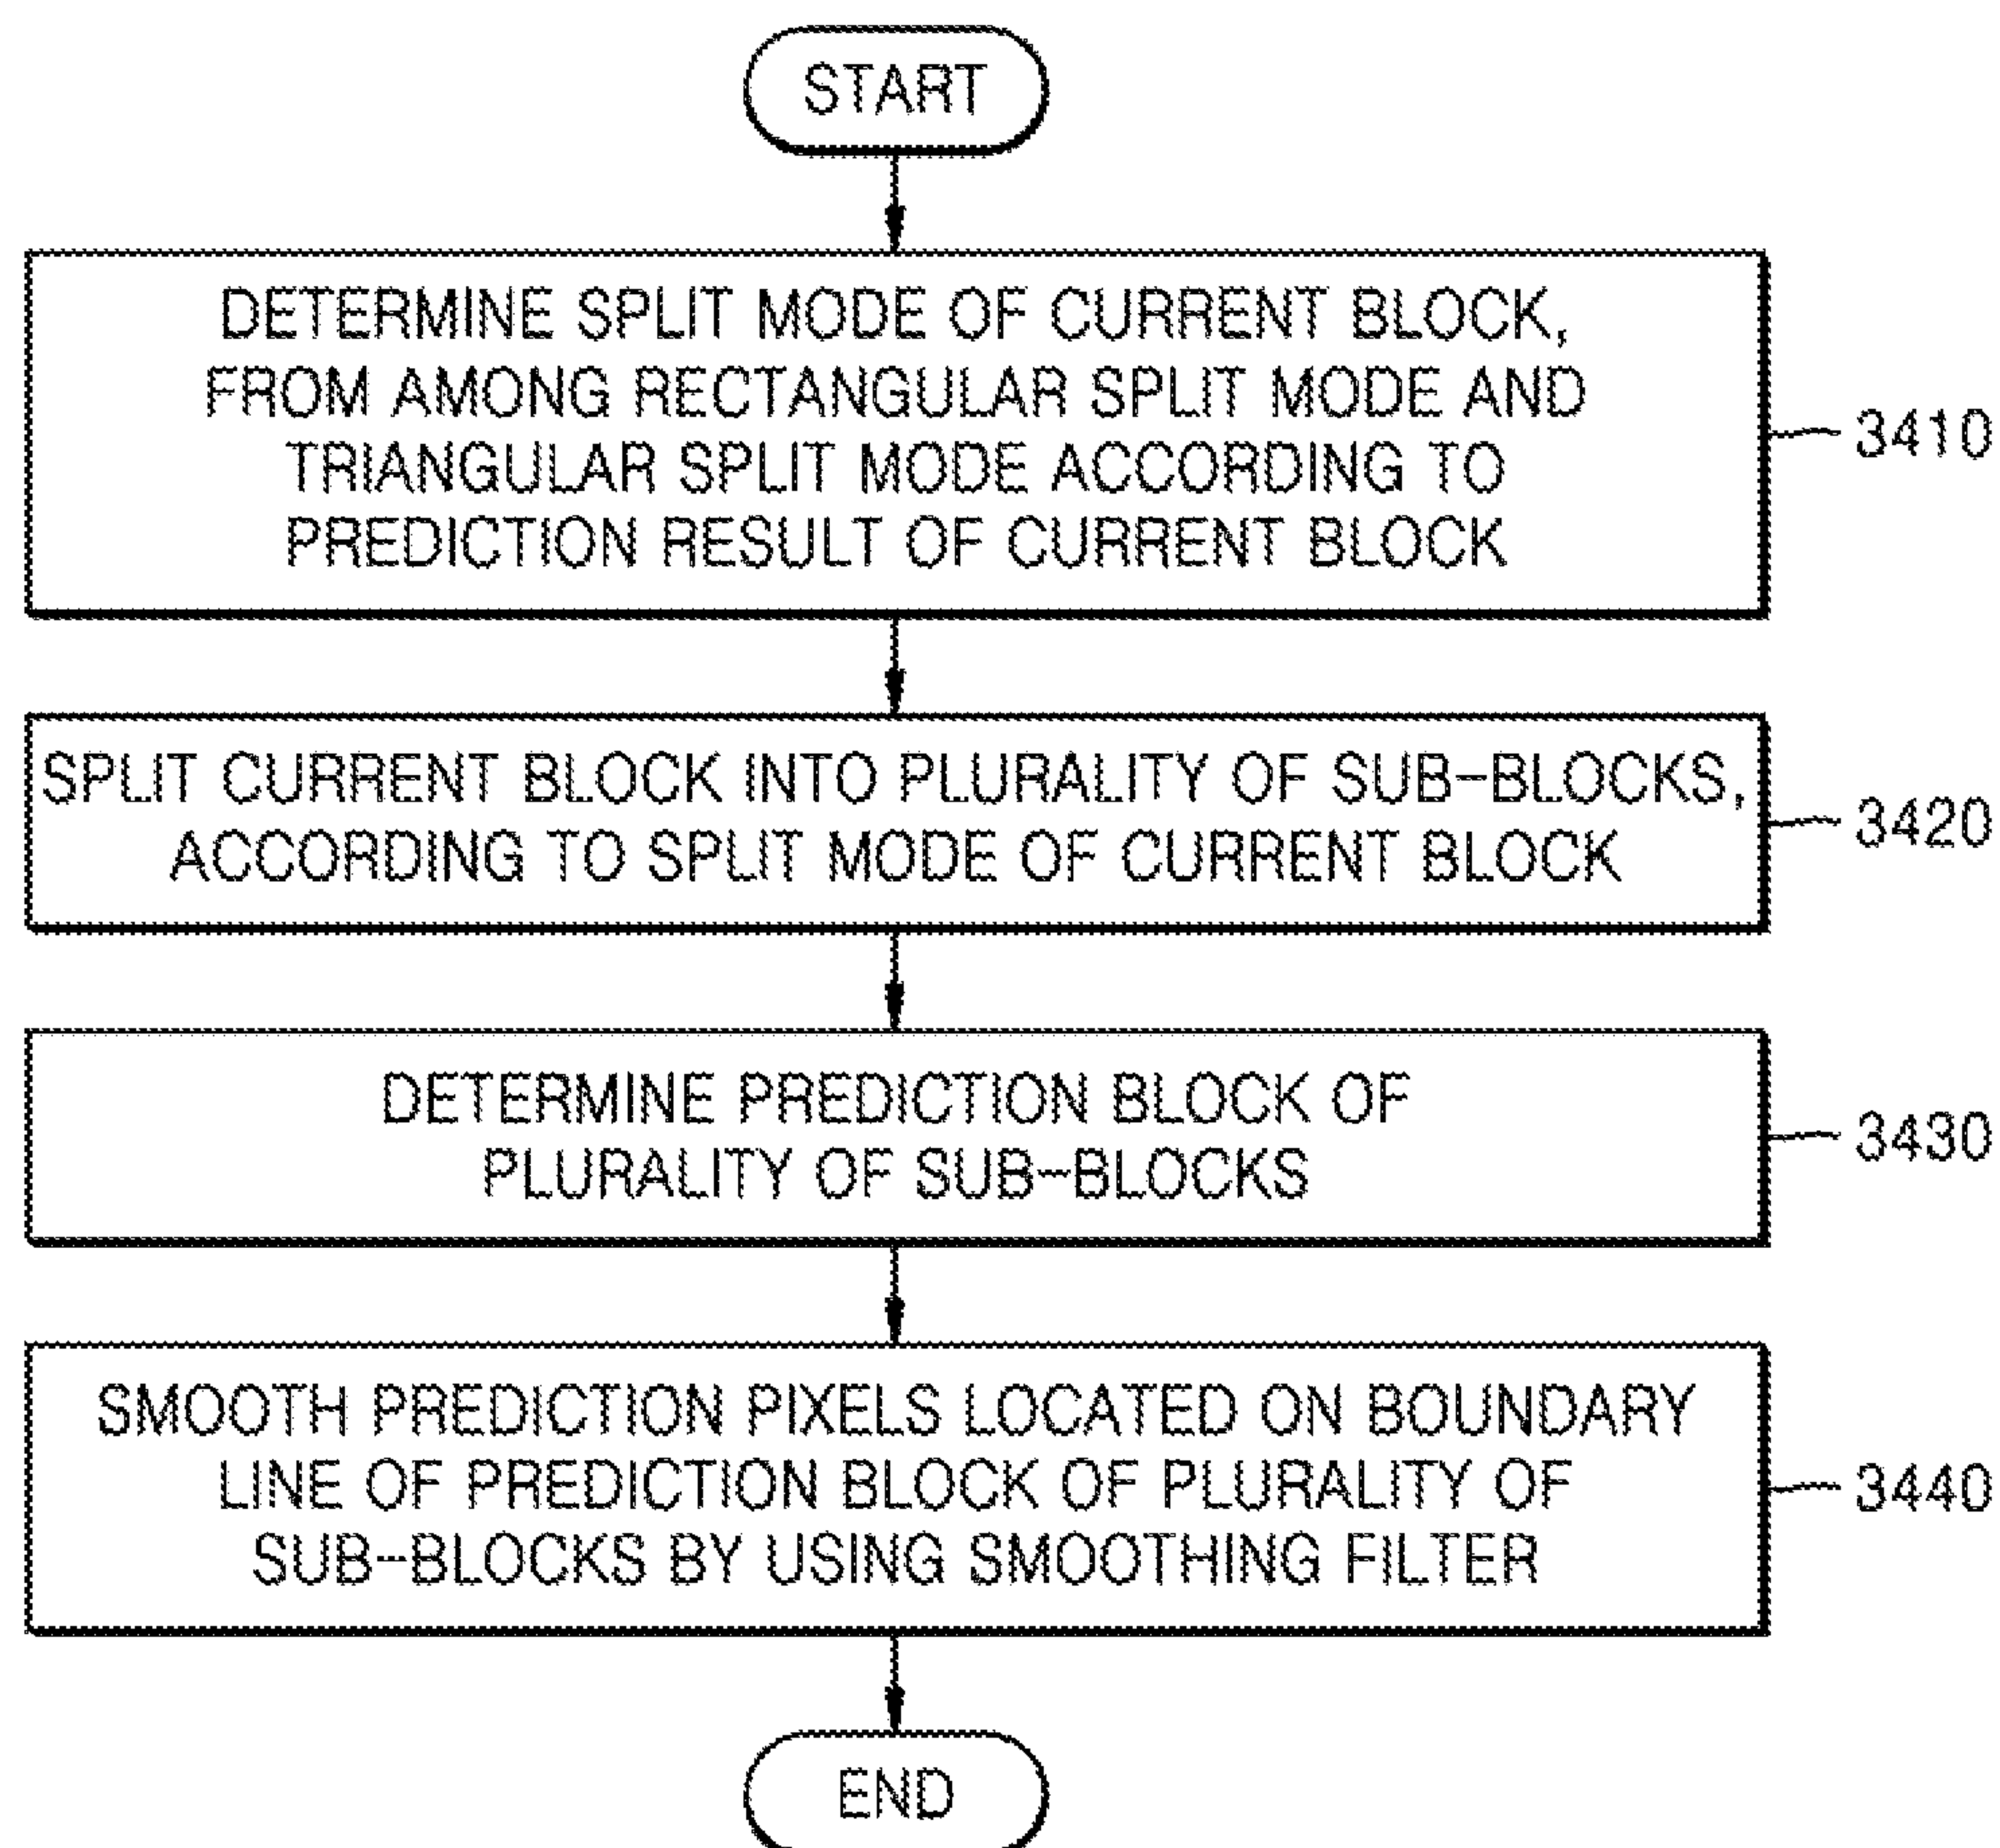 START
DETERMINE SPLIT MODE OF CURRENT BLOCK,
FROM AMONG RECTANGULAR SPLIT MODE AND
TRIANGULAR SPLIT MODE ACCORDING TO
PREDICTION RESULT OF CURRENT BLOCK
3410
SPLIT CURRENT BLOCK INTO PLURALITY OF SUB-BLOCKS,
ACCORDING TO SPLIT MODE OF CURRENT BLOCK
3420
DETERMINE PREDICTION BLOCK OF
PLURALITY OF SUB-BLOCKS
3430
SMOOTH PREDICTION PIXELS LOCATED ON BOUNDARY
LINE OF PREDICTION BLOCK OF PLURALITY OF
SUB-BLOCKS BY USING SMOOTHING FILTER
3440
END